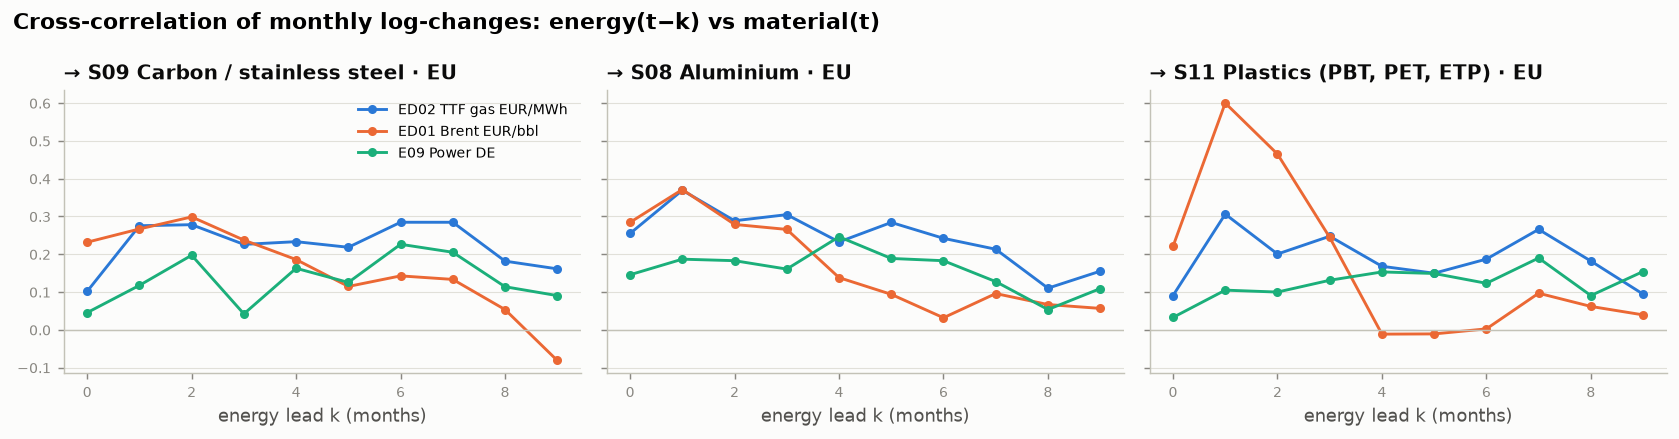 Cross-correlation of monthly log-changes: energy(t−k) vs material(t)
→ S09 Carbon / stainless steel · EU
ED02 TTF gas EUR/MWh
ED01 Brent EUR/bbl
E09 Power DE
0.6
0.5
0.4
0.3
0.2
0.1
0.0
−0.1
0 2 4 6 8
energy lead k (months)
→ S08 Aluminium · EU
0 2 4 6 8
energy lead k (months)
→ S11 Plastics (PBT, PET, ETP) · EU
0 2 4 6 8
energy lead k (months)